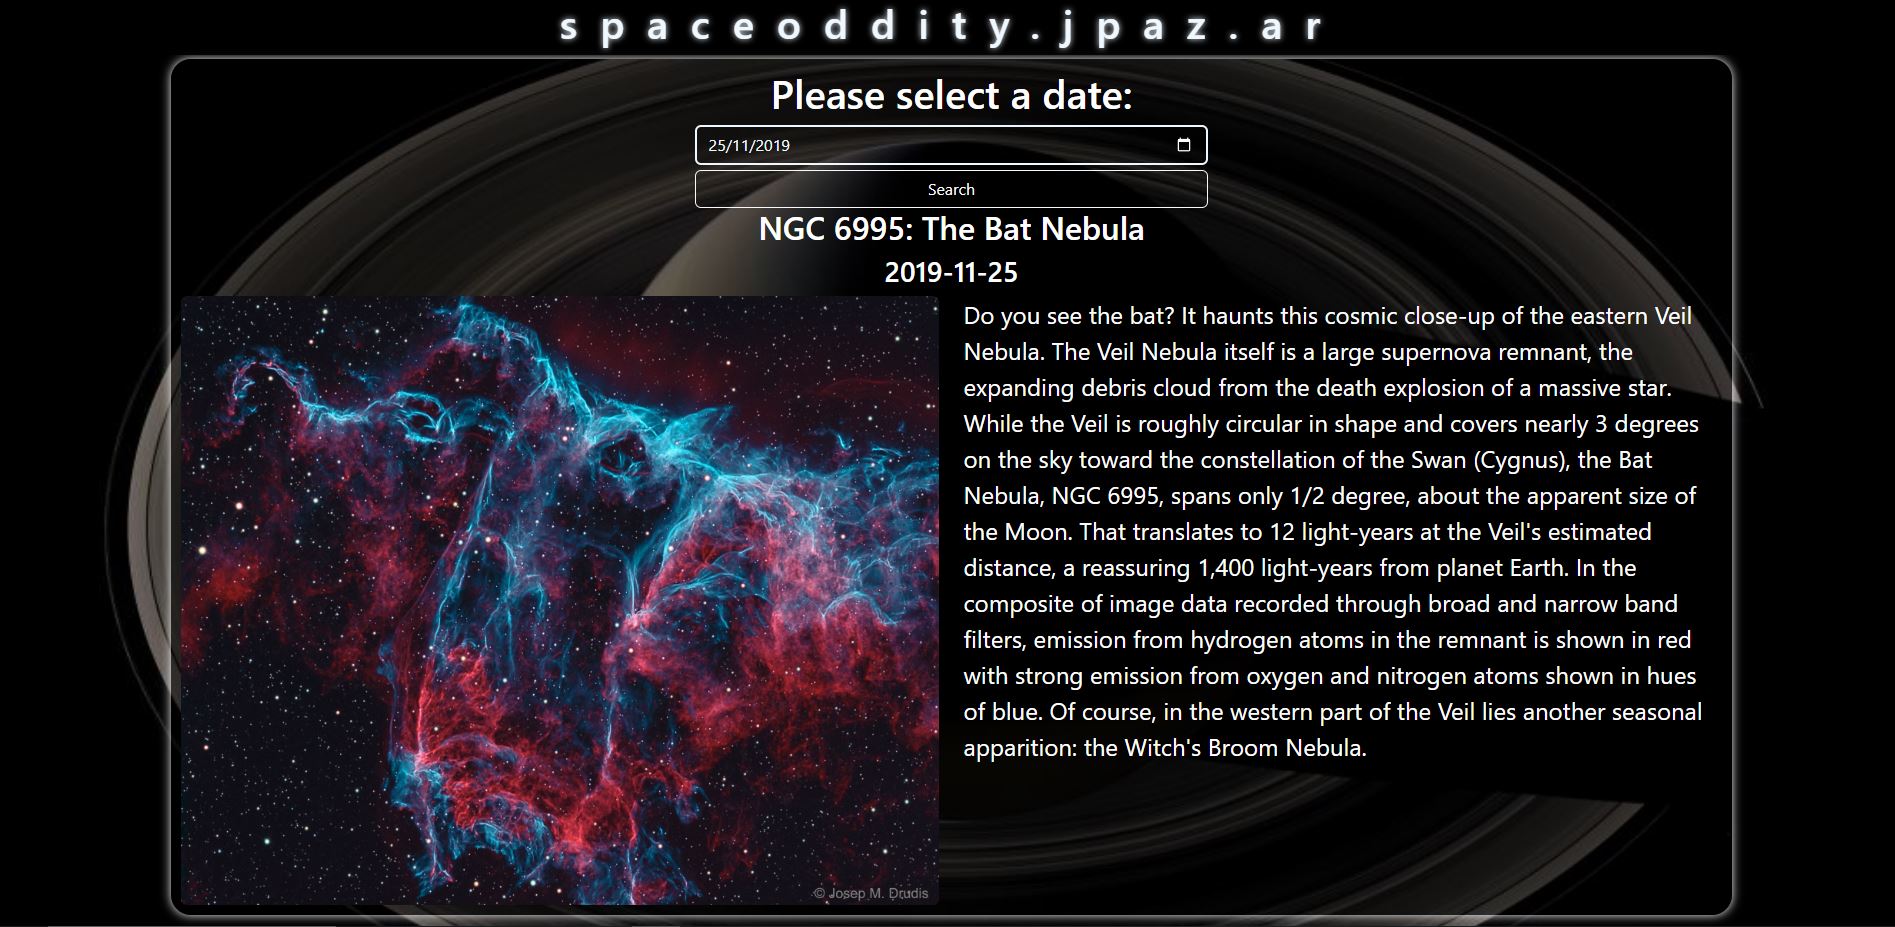 spaceoddity.jpaz.ar
Please select a date:
25/11/2019
Search
NGC 6995: The Bat Nebula
2019-11-25
Do you see the bat? It haunts this cosmic close-up of the eastern Veil
Nebula. The Veil Nebula itself is a large supernova remnant, the
expanding debris cloud from the death explosion of a massive star.
While the Veil is roughly circular in shape and covers nearly 3 degrees
on the sky toward the constellation of the Swan (Cygnus), the Bat
Nebula, NGC 6995, spans only 1/2 degree, about the apparent size of
the Moon. That translates to 12 light-years at the Veil's estimated
distance, a reassuring 1,400 light-years from planet Earth. In the
composite of image data recorded through broad and narrow band
filters, emission from hydrogen atoms in the remnant is shown in red
with strong emission from oxygen and nitrogen atoms shown in hues
of blue. Of course, in the western part of the Veil lies another seasonal
apparition: the Witch's Broom Nebula.
© Josep M. Drudis